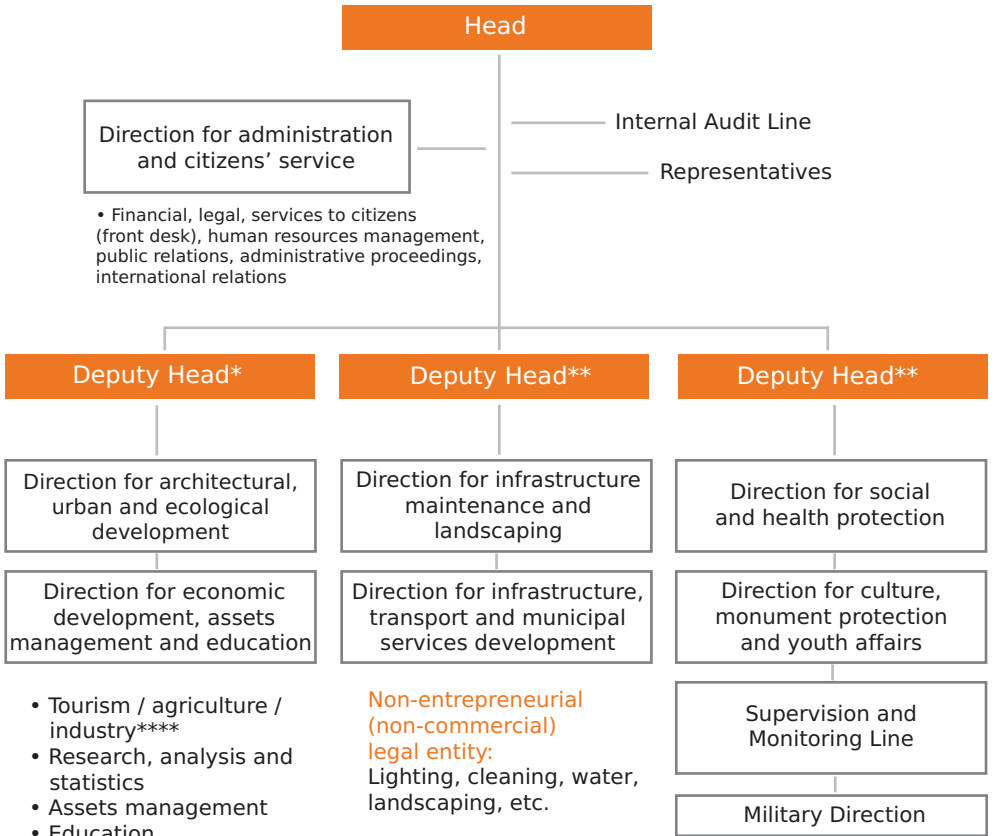 Head
Direction for administration
and citizens’ service
Internal Audit Line
Representatives
• Financial, legal, services to citizens
(front desk), human resources management,
public relations, administrative proceedings,
international relations
Deputy Head*
Deputy Head**
Deputy Head**
Direction for architectural,
urban and ecological
development
Direction for economic
development, assets
management and education
• Tourism / agriculture /
industry****
• Research, analysis and
statistics
• Assets management
• Education
Direction for infrastructure
maintenance and
landscaping
Direction for infrastructure,
transport and municipal
services development
Non-entrepreneurial
(non-commercial)
legal entity:
Lighting, cleaning, water,
landscaping, etc.
Direction for social
and health protection
Direction for culture,
monument protection
and youth affairs
Supervision and
Monitoring Line
Military Direction